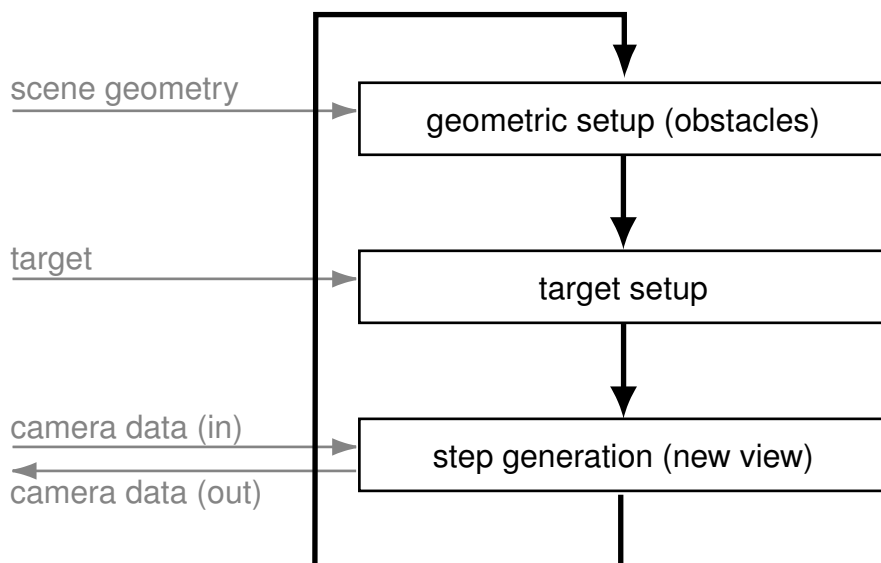 scene geometry
geometric setup (obstacles)
target
target setup
camera data (in)
step generation (new view)
camera data (out)